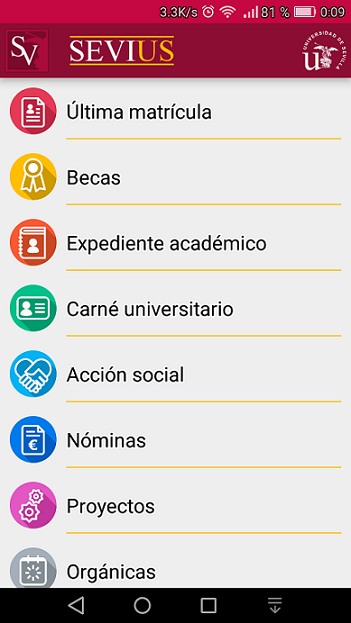 3.3K/s 81 % 0:09
SV SEVIUS UNIVERSIDAD DE SEVILLA
Última matrícula
Becas
Expediente académico
Carné universitario
Acción social
€ Nóminas
Proyectos
Orgánicas